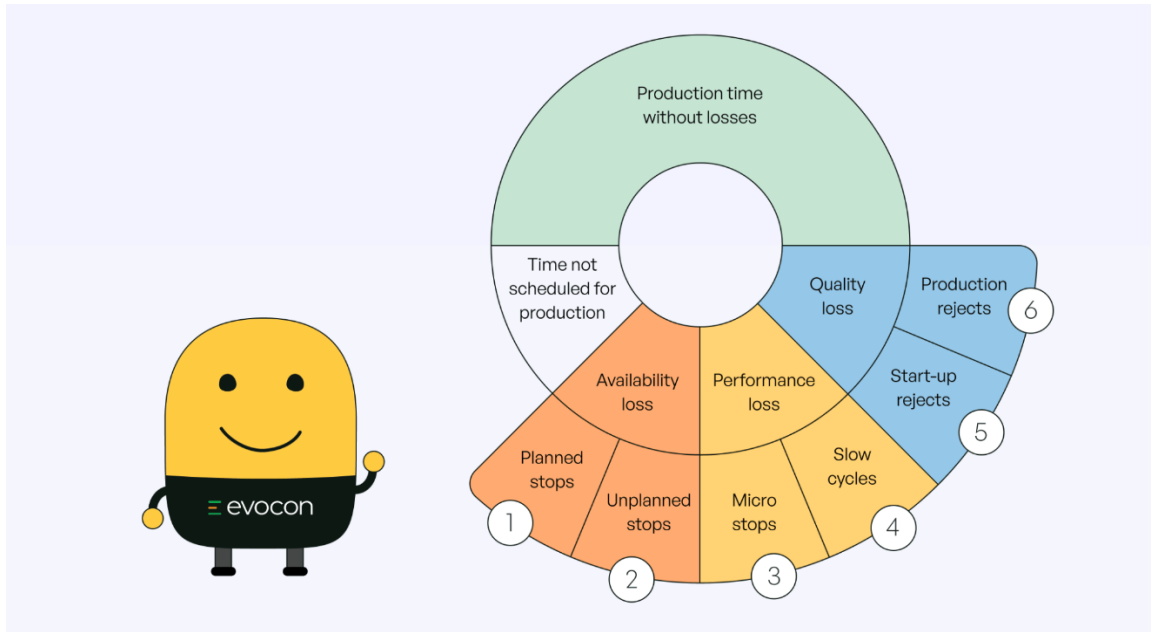 Production time
without losses
Time not
scheduled for
production
Quality
loss
Production
rejects
6
Availability
loss
Performance
loss
Start-up
rejects
5
Planned
stops
1
Unplanned
stops
2
Micro
stops
3
Slow
cycles
4
evocon